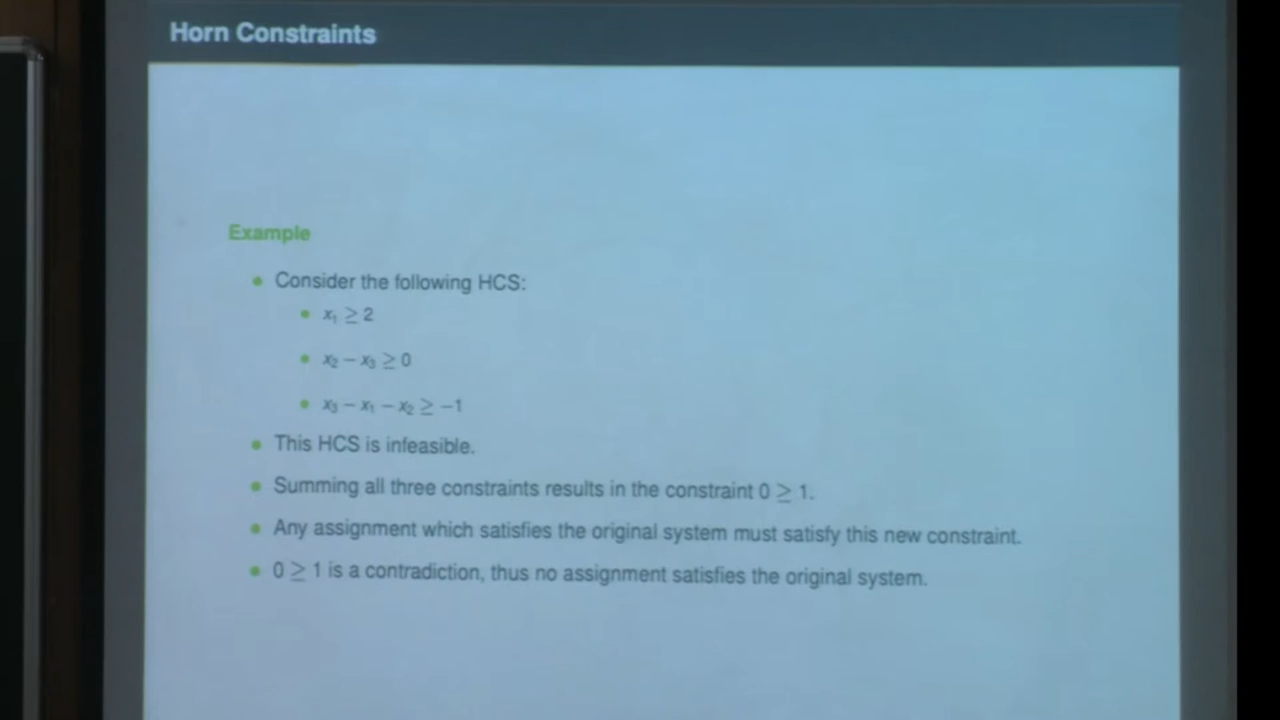 Horn Constraints
Example
• Consider the following HCS:
• x₁ ≥ 2
• x₂ − x₃ ≥ 0
• x₃ − x₁ − x₂ ≥ −1
• This HCS is infeasible.
• Summing all three constraints results in the constraint 0 ≥ 1.
• Any assignment which satisfies the original system must satisfy this new constraint.
• 0 ≥ 1 is a contradiction, thus no assignment satisfies the original system.